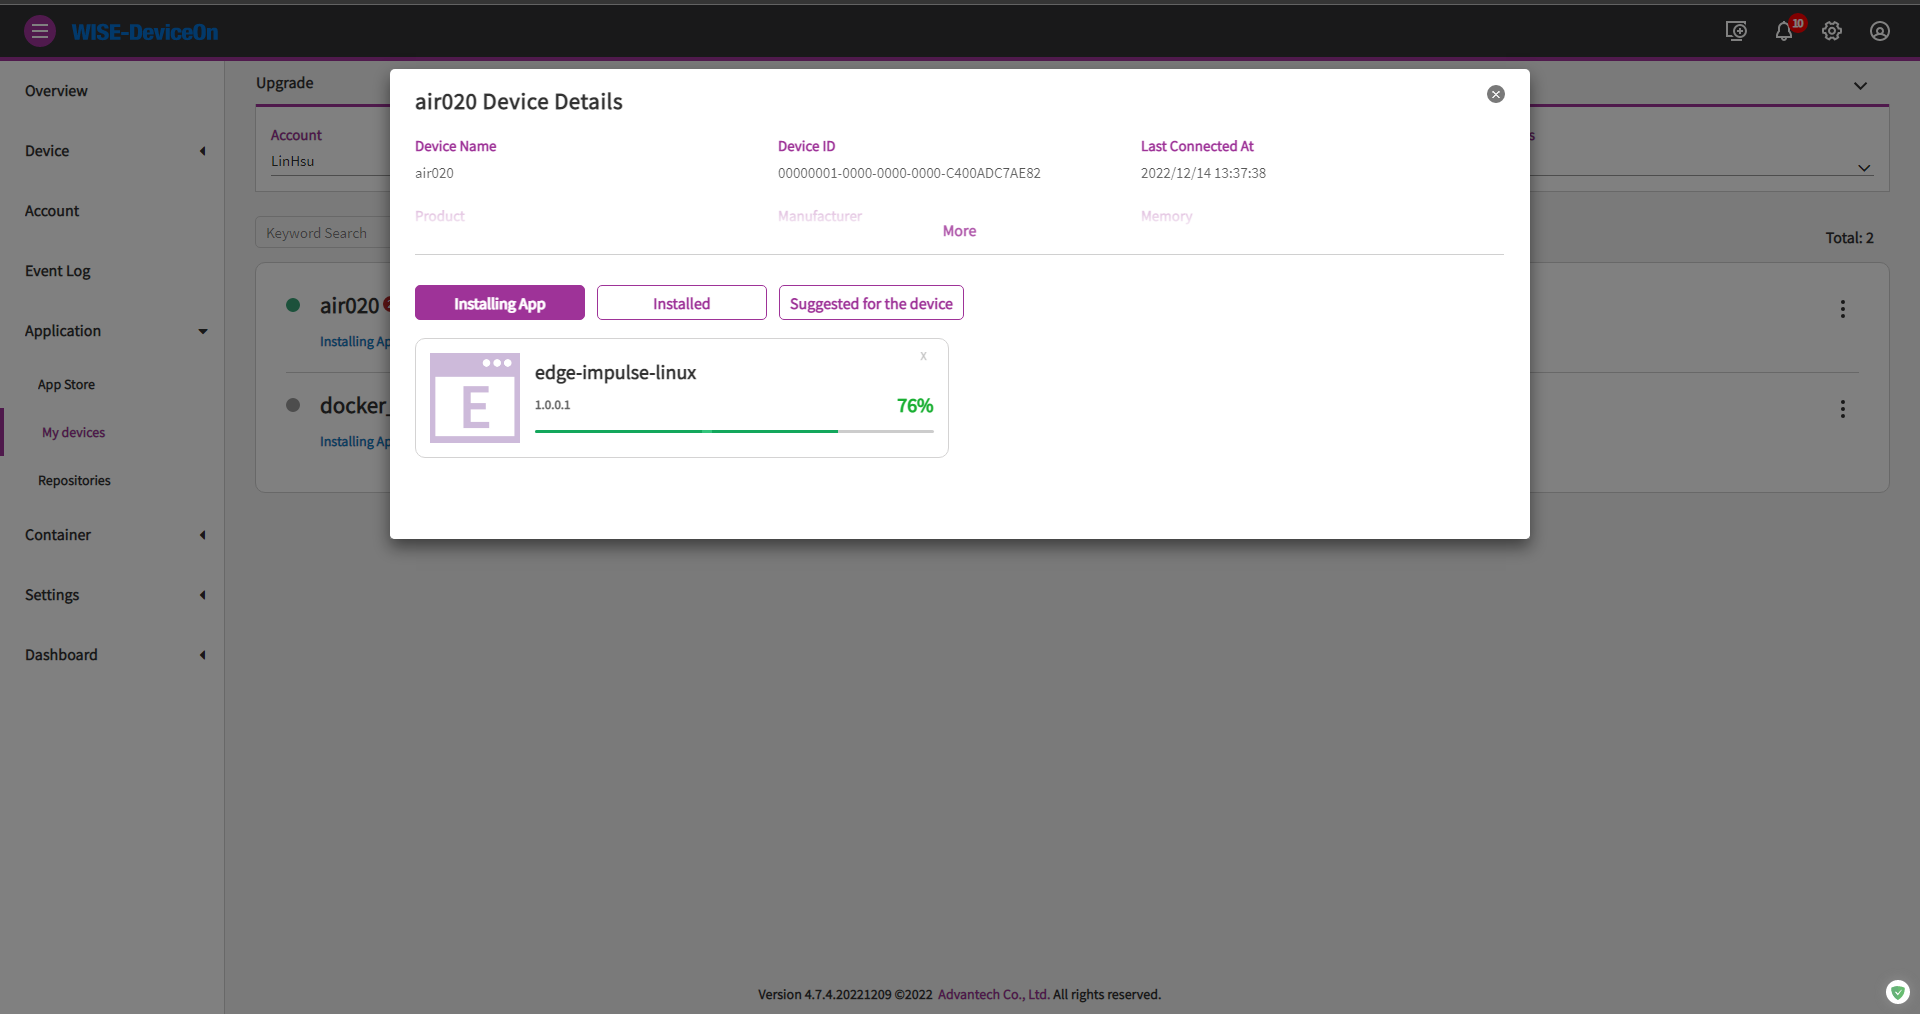 WISE-DeviceOn
10
Overview
Device
Account
Event Log
Application
App Store
My devices
Repositories
Container
Settings
Dashboard
Upgrade
Account
LinHsu
Keyword Search
Total: 2
air020
Installing Ap
docker_
Installing Ap
s
air020 Device Details
Device Name
Device ID
Last Connected At
air020
00000001-0000-0000-0000-C400ADC7AE82
2022/12/14 13:37:38
Product
Manufacturer
Memory
More
Installing App
Installed
Suggested for the device
E
edge-impulse-linux
X
1.0.0.1
76%
Version 4.7.4.20221209 ©2022 Advantech Co., Ltd. All rights reserved.